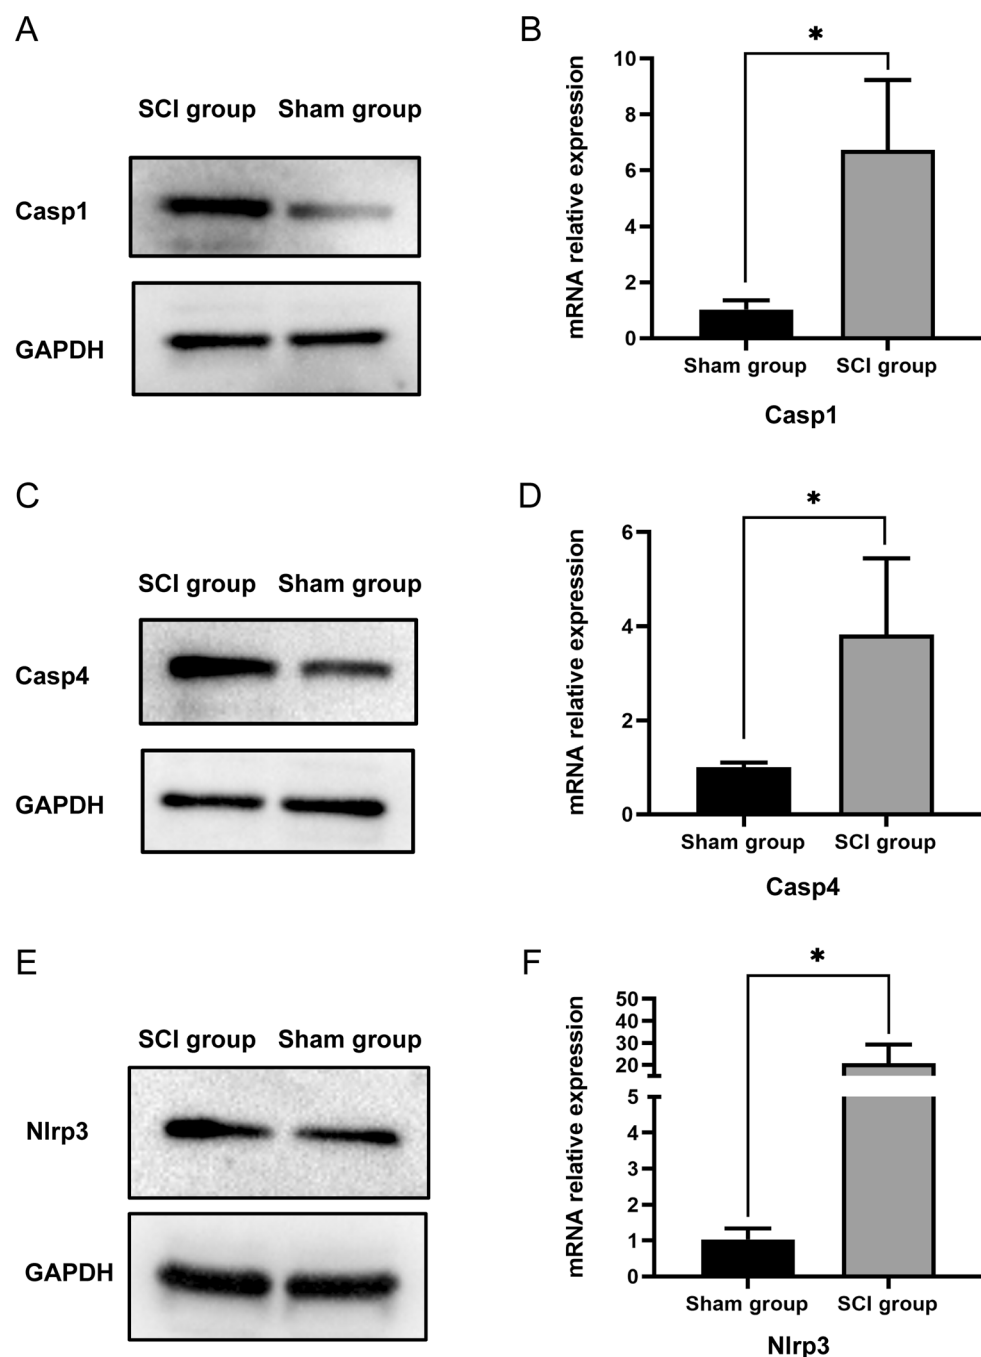 A
SCI group Sham group
Casp1
GAPDH
B
*
mRNA relative expression
10
8
6
4
2
0
Sham group SCI group
Casp1
C
SCI group Sham group
Casp4
GAPDH
D
*
mRNA relative expression
6
4
2
0
Sham group SCI group
Casp4
E
SCI group Sham group
Nlrp3
GAPDH
F
*
mRNA relative expression
50
40
30
20
5
4
3
2
1
0
Sham group SCI group
Nlrp3